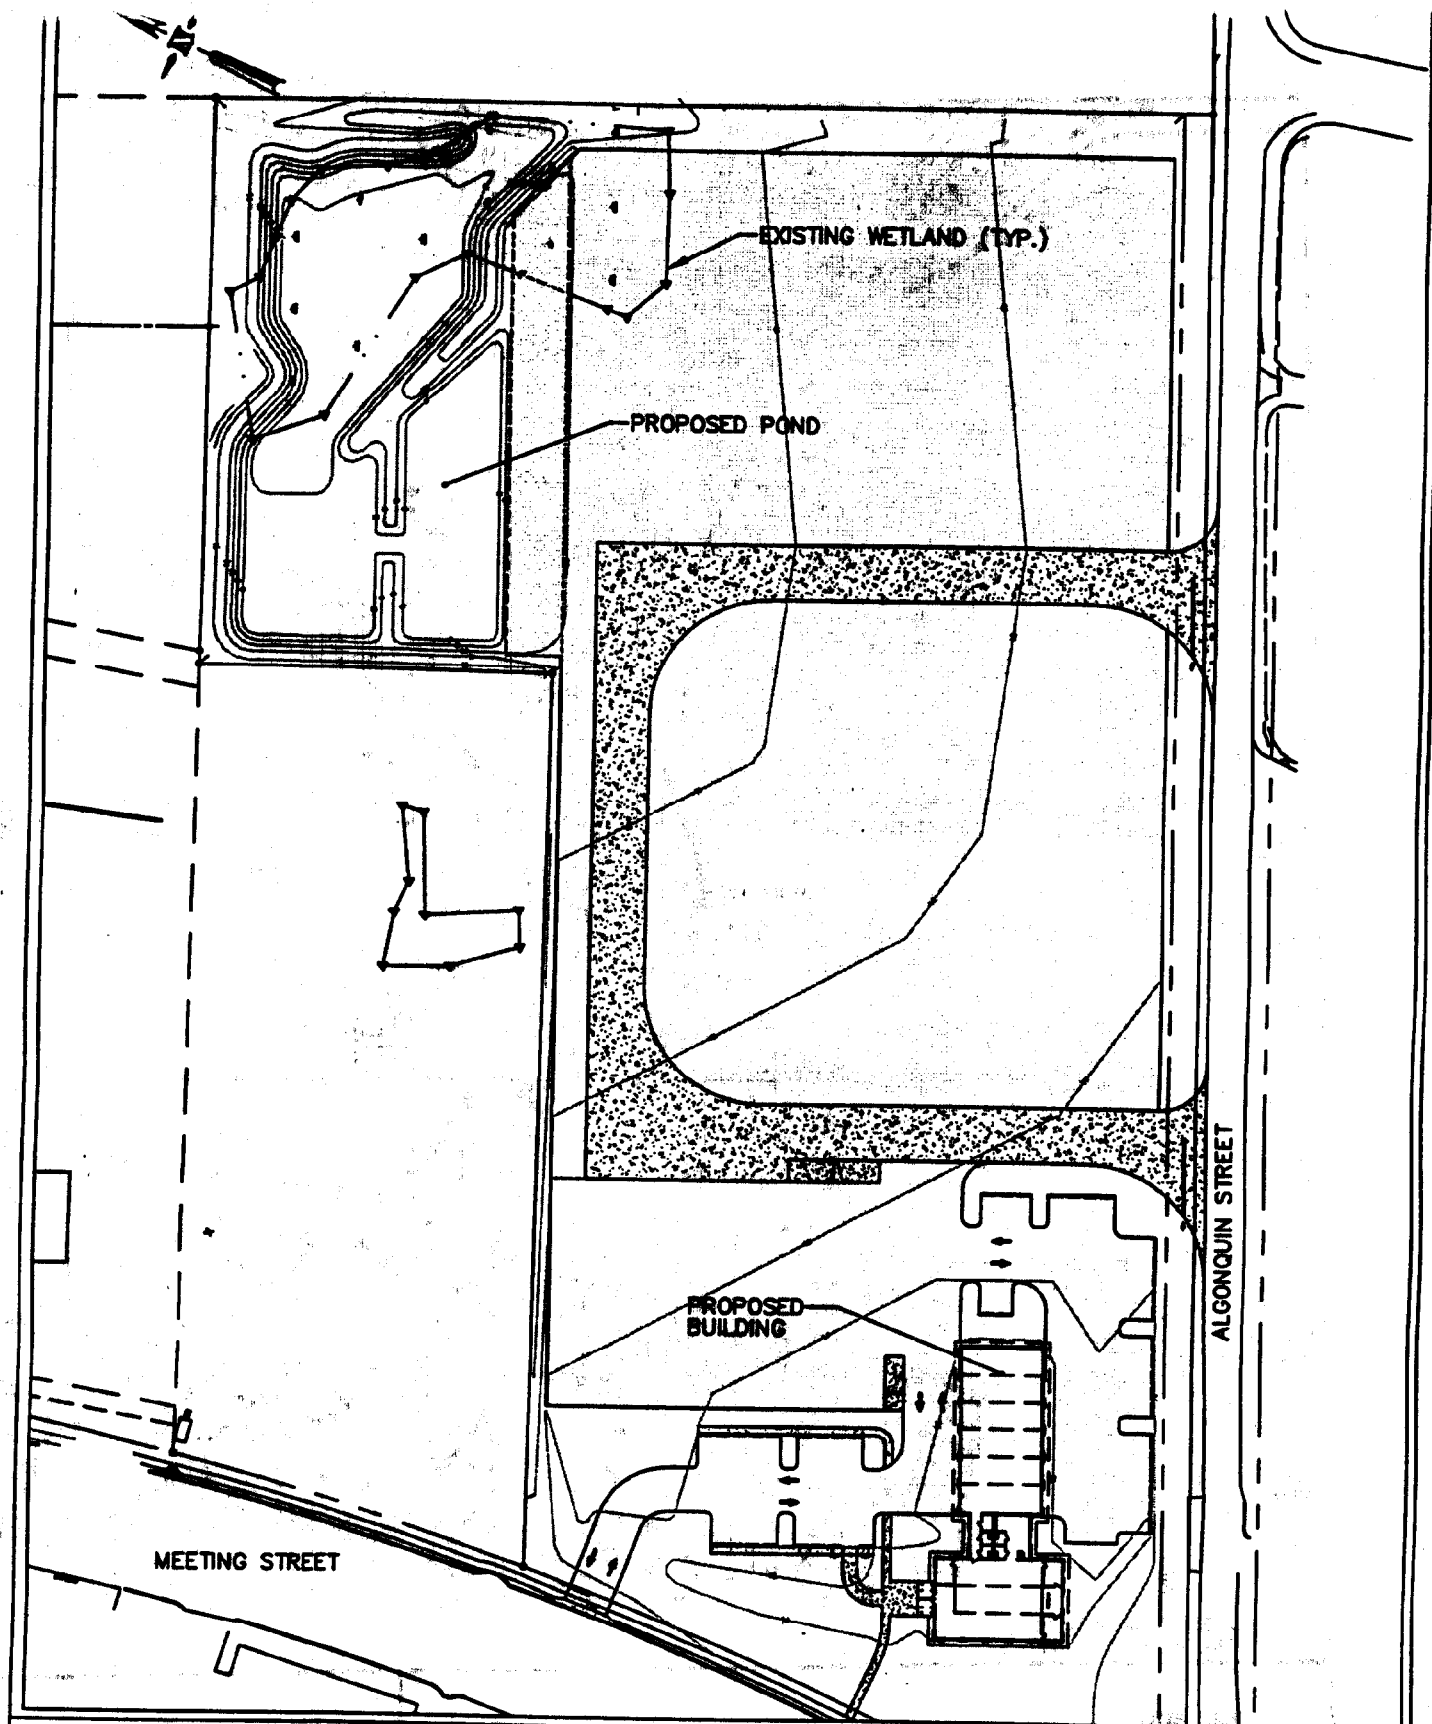 EXISTING WETLAND (TYP.)
PROPOSED POND
ALGONQUIN STREET
PROPOSED
BUILDING
MEETING STREET